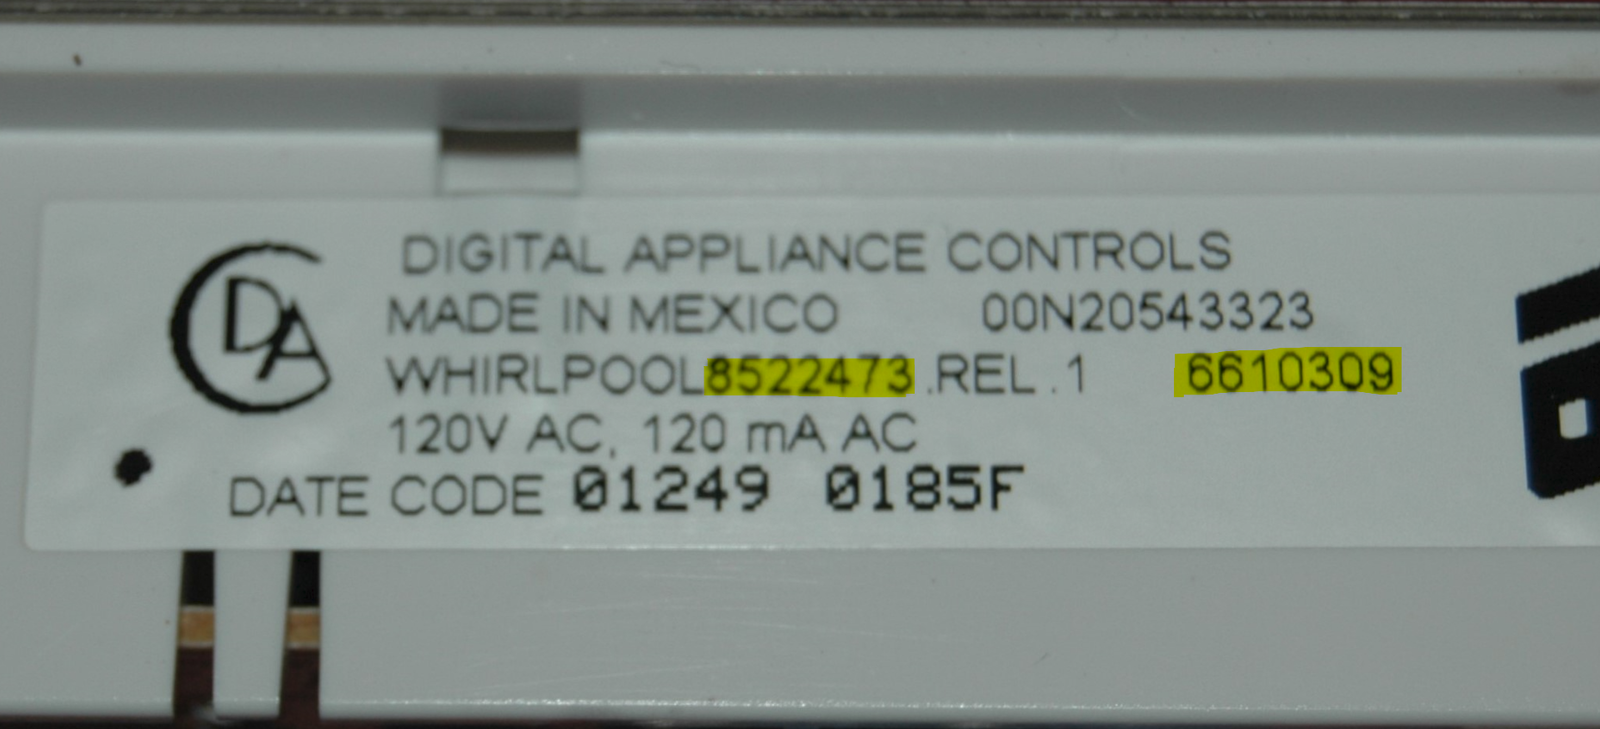 CDA
DIGITAL APPLIANCE CONTROLS
MADE IN MEXICO 00N20543323
WHIRLPOOL8522473.REL.1 6610309
120V AC, 120 mA AC
DATE CODE 01249 0185F